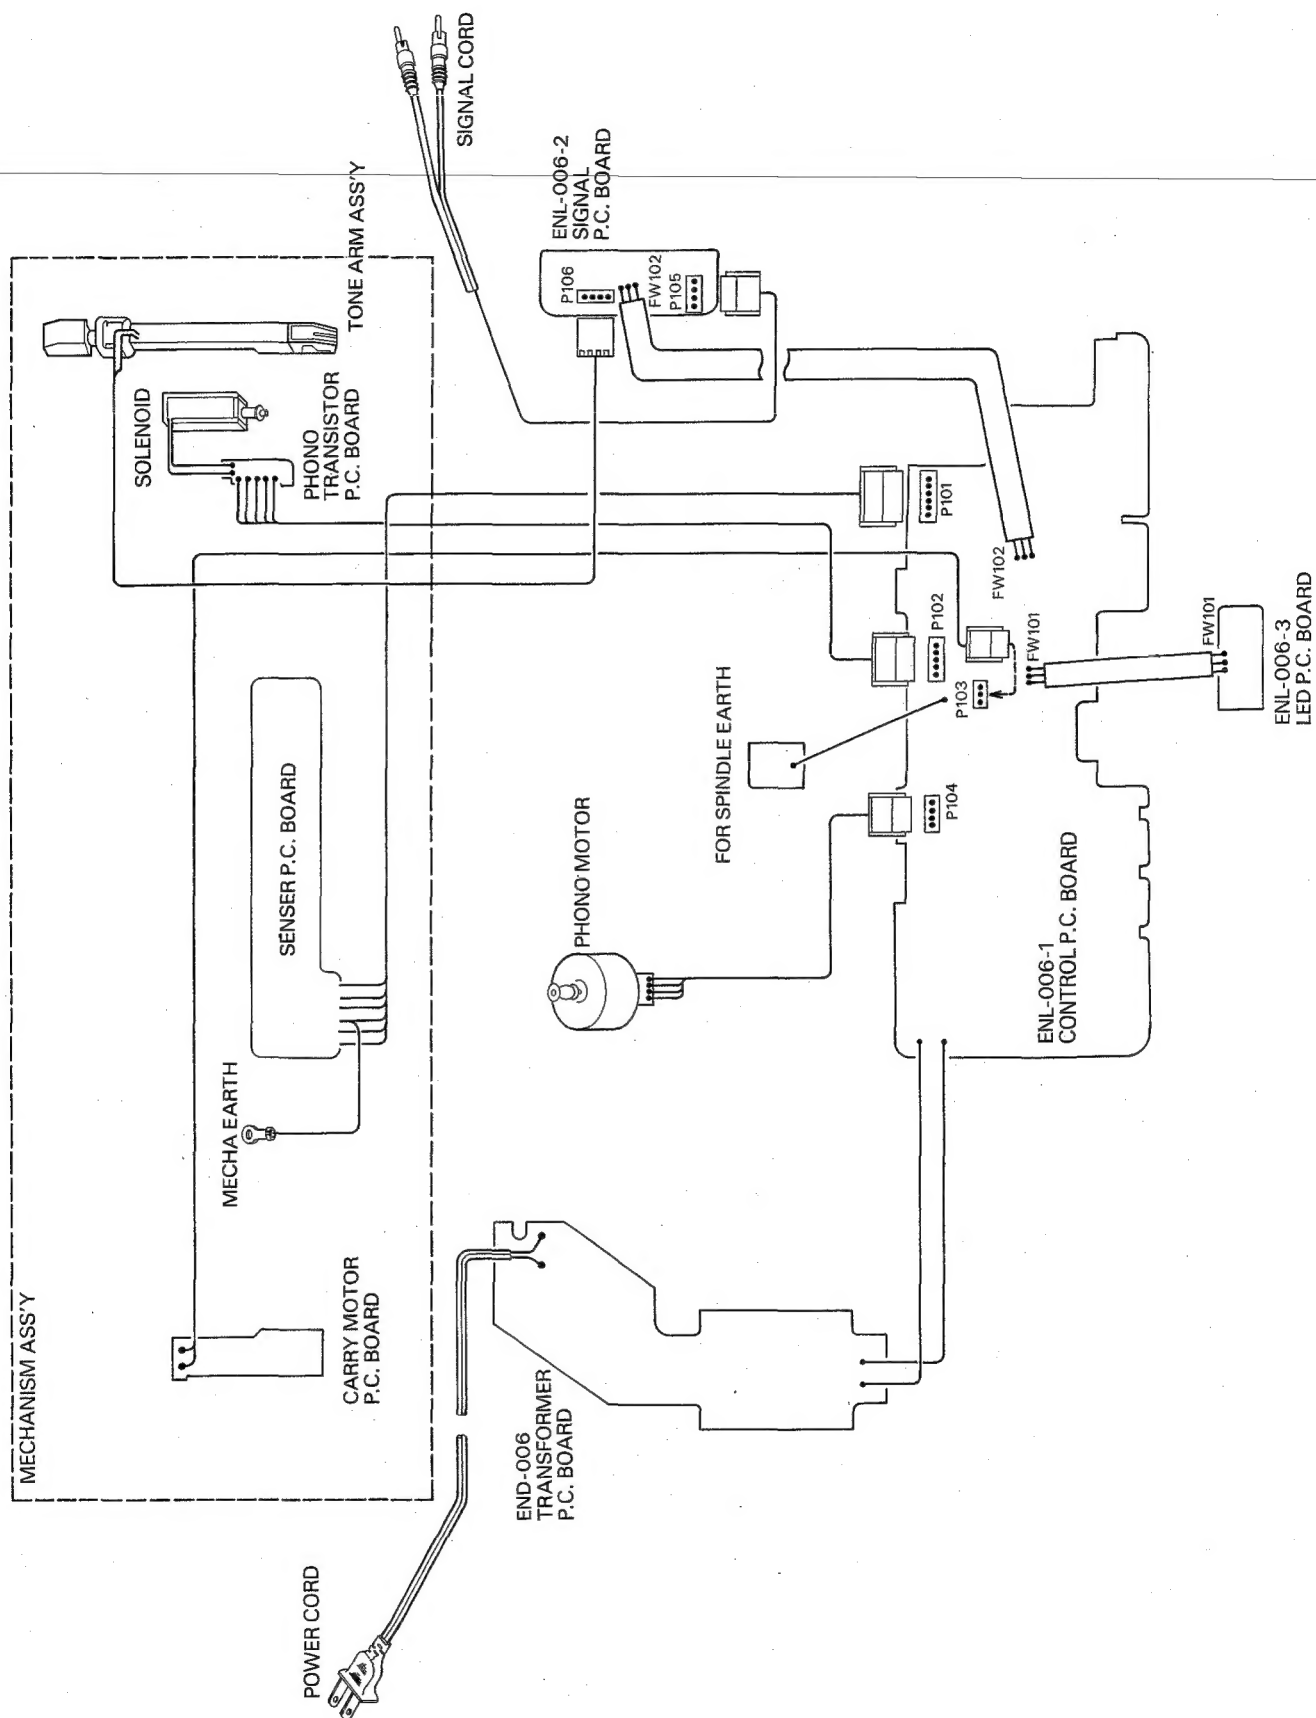 MECHANISM ASS'Y
CARRY MOTOR
P.C. BOARD
MECHA EARTH
SENSER P.C. BOARD
SOLENOID
PHONO
TRANSISTOR
P.C. BOARD
TONE ARM ASS'Y
SIGNAL CORD
POWER CORD
END-006
TRANSFORMER
P.C. BOARD
PHONO MOTOR
FOR SPINDLE EARTH
ENL-006-2
SIGNAL
P.C. BOARD
P106
FW102
P105
P104
P103
P102
P101
FW101
FW102
ENL-006-1
CONTROL P.C. BOARD
FW101
ENL-006-3
LED P.C. BOARD